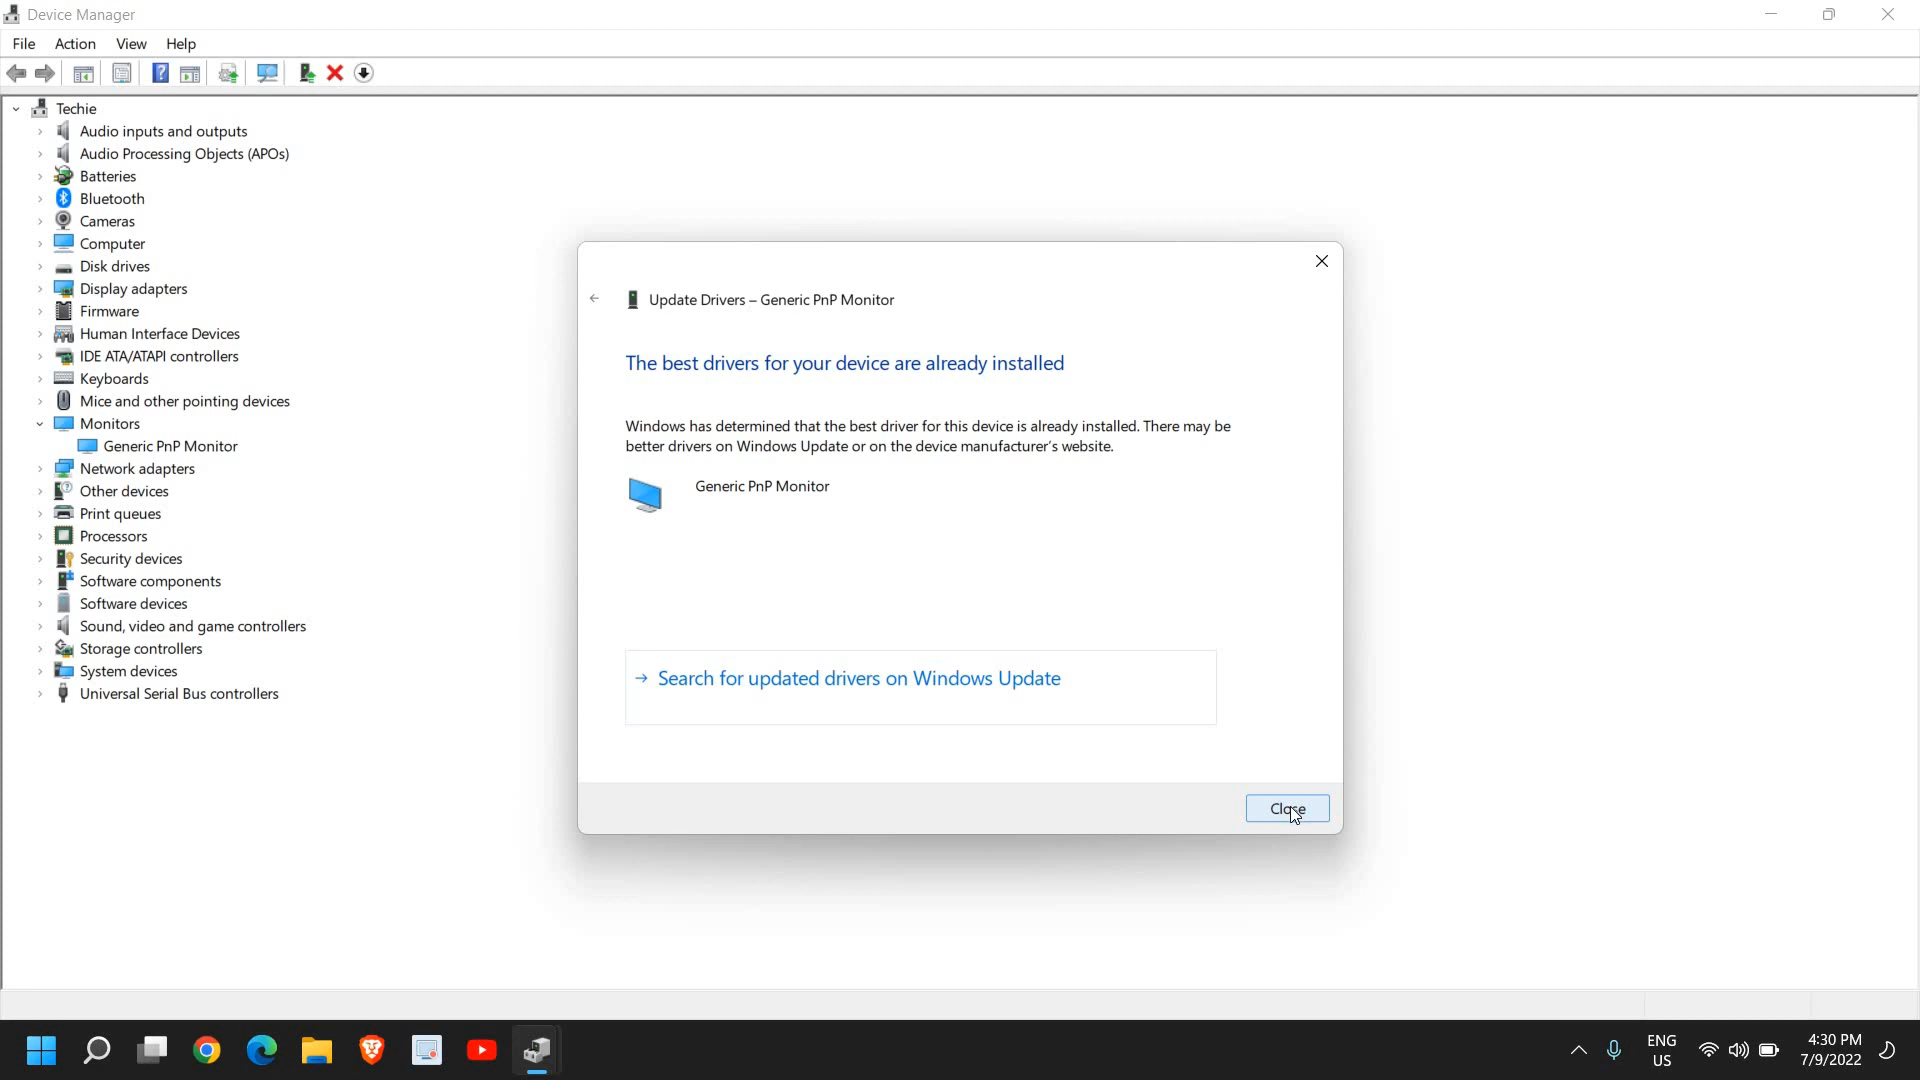 Device Manager
File Action View Help
Techie
Audio inputs and outputs
Audio Processing Objects (APOs)
Batteries
Bluetooth
Cameras
Computer
Disk drives
Display adapters
Firmware
Human Interface Devices
IDE ATA/ATAPI controllers
Keyboards
Mice and other pointing devices
Monitors
Generic PnP Monitor
Network adapters
Other devices
Print queues
Processors
Security devices
Software components
Software devices
Sound, video and game controllers
Storage controllers
System devices
Universal Serial Bus controllers
Update Drivers – Generic PnP Monitor
The best drivers for your device are already installed
Windows has determined that the best driver for this device is already installed. There may be
better drivers on Windows Update or on the device manufacturer's website.
Generic PnP Monitor
Search for updated drivers on Windows Update
Close
ENG
US
4:30 PM
7/9/2022